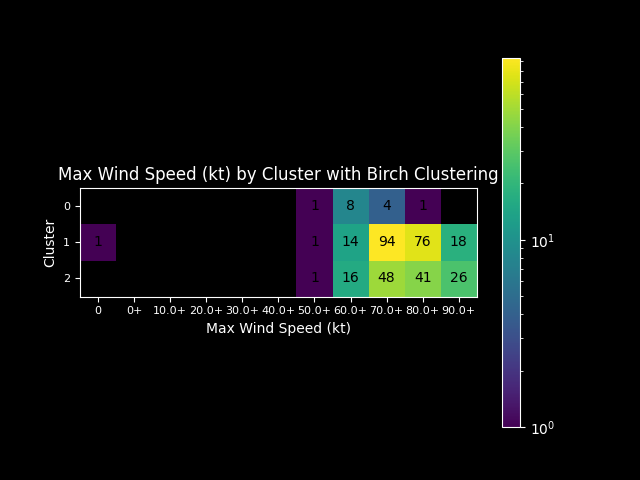 Max Wind Speed (kt) by Cluster with Birch Clustering
Cluster
0 1 8 4 1
1 1 1 14 94 76 18
2 1 16 48 41 26
0 0+ 10.0+ 20.0+ 30.0+ 40.0+ 50.0+ 60.0+ 70.0+ 80.0+ 90.0+
Max Wind Speed (kt)
10¹
10⁰